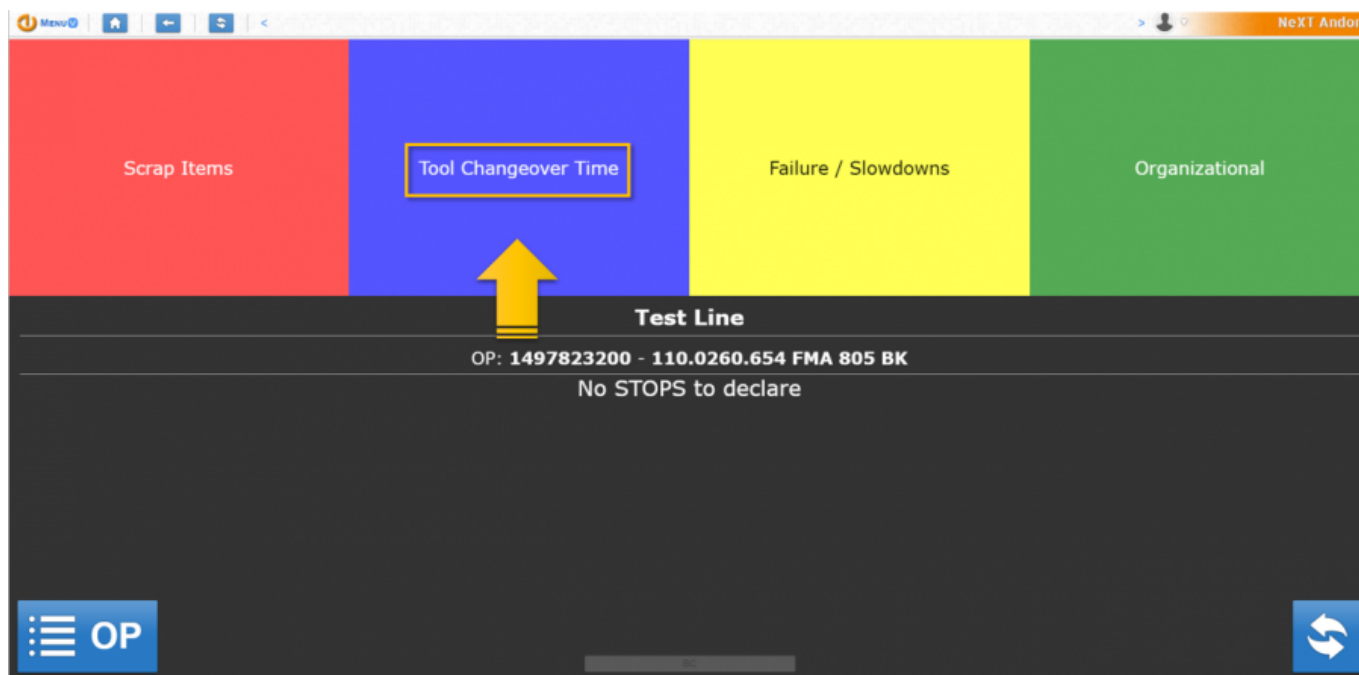 MENU
NeXT Andon
Scrap Items
Tool Changeover Time
Failure / Slowdowns
Organizational
Test Line
OP: 1497823200 - 110.0260.654 FMA 805 BK
No STOPS to declare
OP